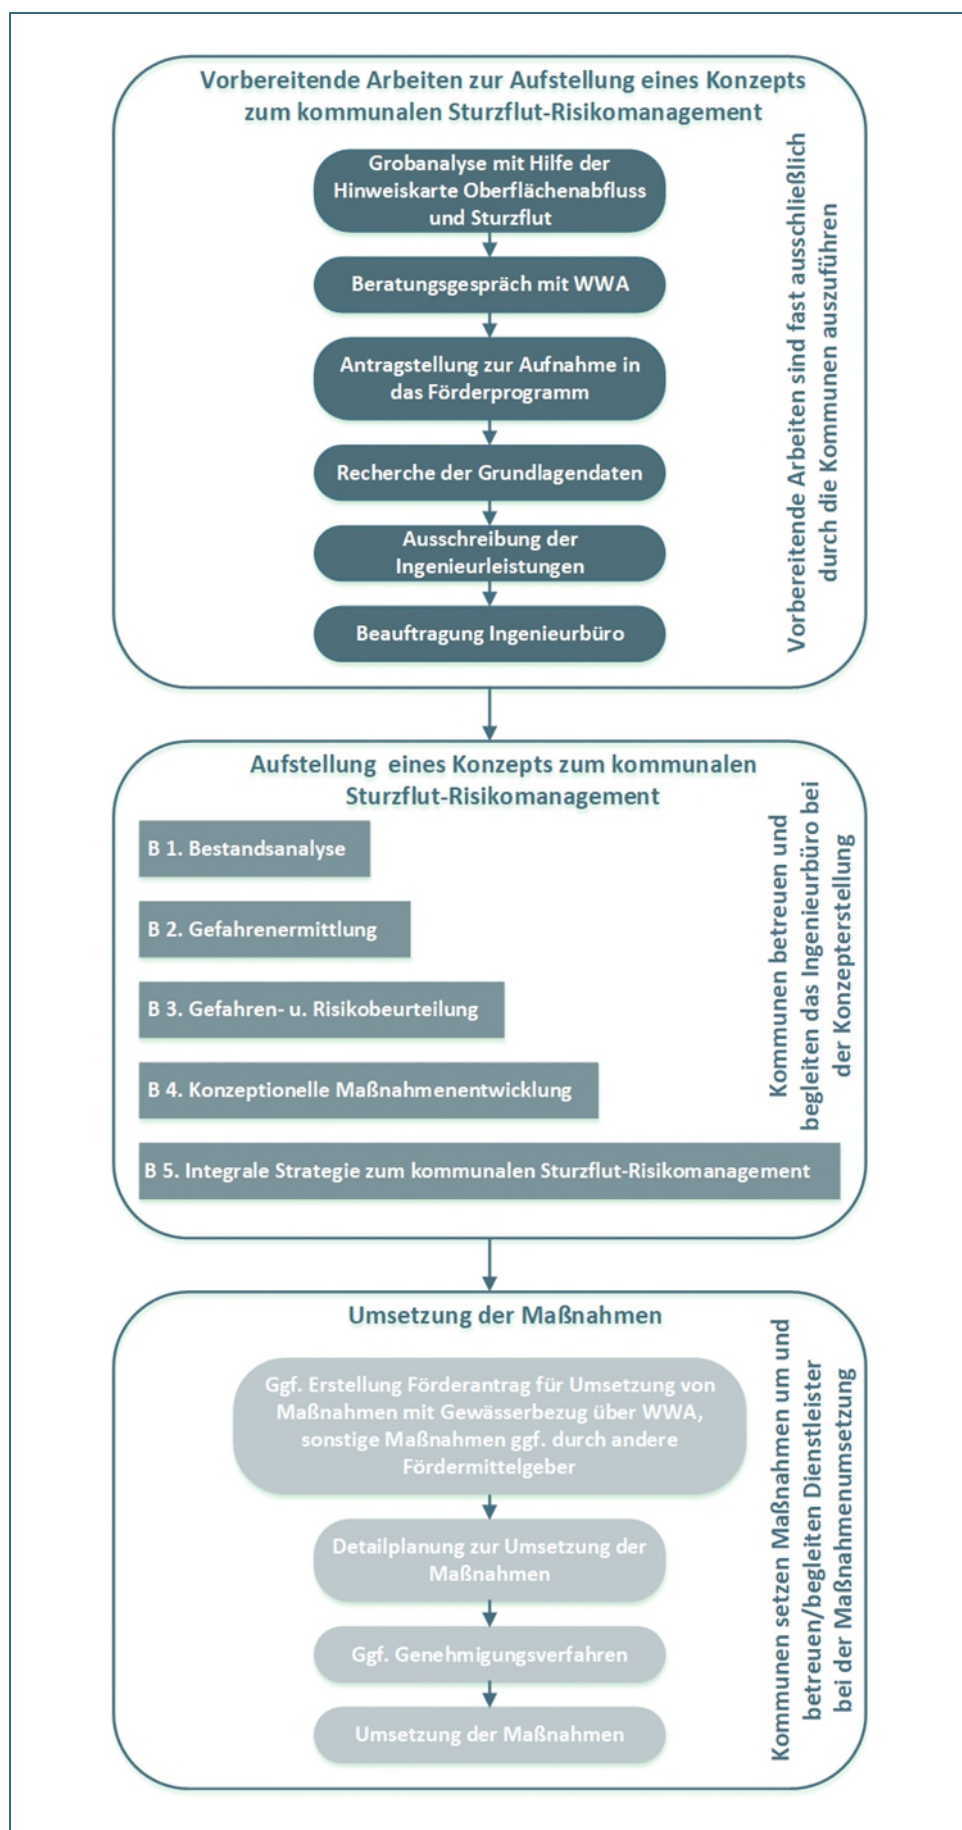 Vorbereitende Arbeiten zur Aufstellung eines Konzepts
zum kommunalen Sturzflut-Risikomanagement
Grobanalyse mit Hilfe der
Hinweiskarte Oberflächenabfluss
und Sturzflut
Beratungsgespräch mit WWA
Antragstellung zur Aufnahme in
das Förderprogramm
Recherche der Grundlagendaten
Ausschreibung der
Ingenieurleistungen
Beauftragung Ingenieurbüro
Vorbereitende Arbeiten sind fast ausschließlich
durch die Kommunen auszuführen
Aufstellung eines Konzepts zum kommunalen
Sturzflut-Risikomanagement
B 1. Bestandsanalyse
B 2. Gefahrenermittlung
B 3. Gefahren- u. Risikobeurteilung
B 4. Konzeptionelle Maßnahmenentwicklung
B 5. Integrale Strategie zum kommunalen Sturzflut-Risikomanagement
Kommunen betreuen und
begleiten das Ingenieurbüro bei
der Konzepterstellung
Umsetzung der Maßnahmen
Ggf. Erstellung Förderantrag für Umsetzung von
Maßnahmen mit Gewässerbezug über WWA,
sonstige Maßnahmen ggf. durch andere
Fördermittelgeber
Detailplanung zur Umsetzung der
Maßnahmen
Ggf. Genehmigungsverfahren
Umsetzung der Maßnahmen
Kommunen setzen Maßnahmen um und
betreuen/begleiten Dienstleister
bei der Maßnahmenumsetzung